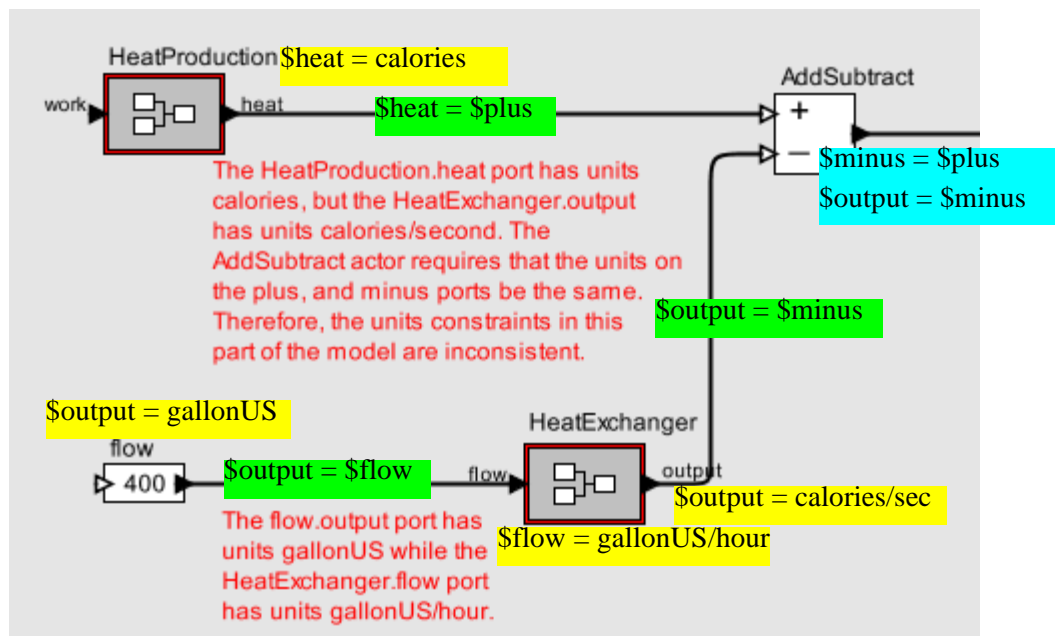 HeatProduction
$heat = calories
AddSubtract
work
heat
$heat = $plus
+
−
$minus = $plus
$output = $minus
The HeatProduction.heat port has units
calories, but the HeatExchanger.output
has units calories/second. The
AddSubtract actor requires that the units on
the plus, and minus ports be the same.
Therefore, the units constraints in this
part of the model are inconsistent.
$output = $minus
$output = gallonUS
flow
400
$output = $flow
HeatExchanger
flow
output
$output = calories/sec
$flow = gallonUS/hour
The flow.output port has
units gallonUS while the
HeatExchanger.flow port
has units gallonUS/hour.